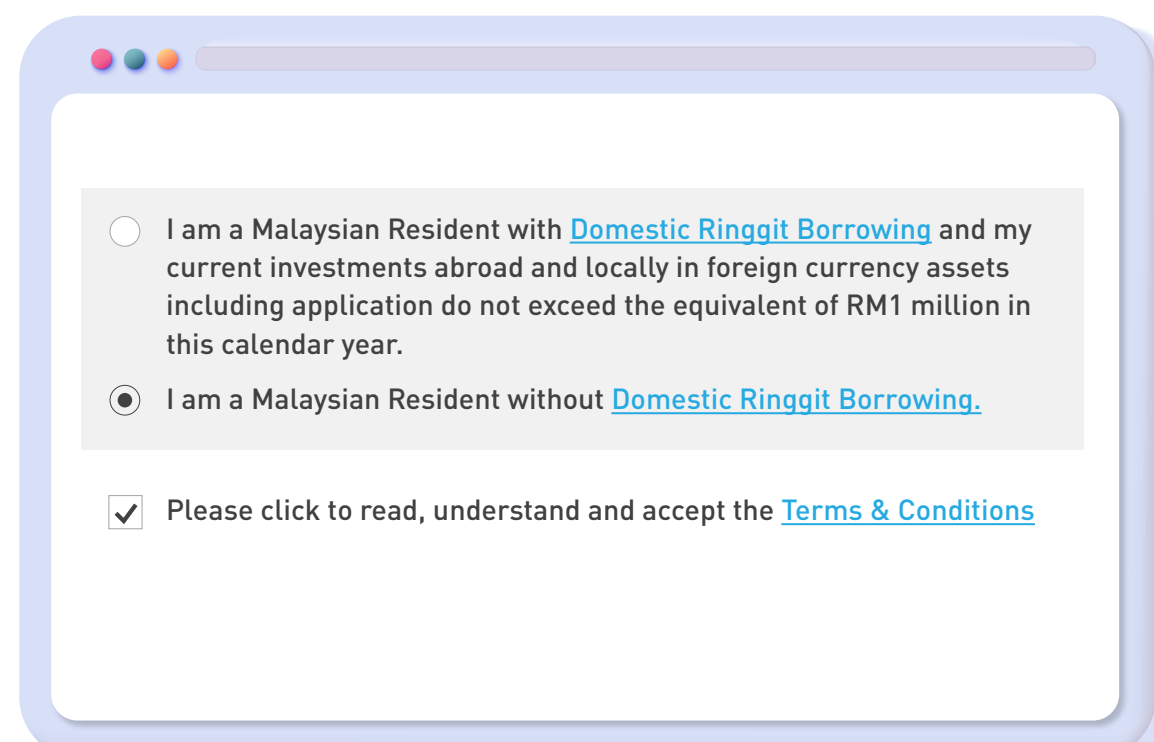 I am a Malaysian Resident with Domestic Ringgit Borrowing and my
current investments abroad and locally in foreign currency assets
including application do not exceed the equivalent of RM1 million in
this calendar year.
I am a Malaysian Resident without Domestic Ringgit Borrowing.
Please click to read, understand and accept the Terms & Conditions